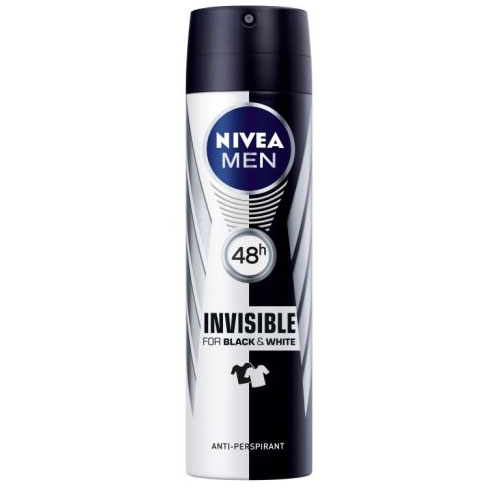 NIVEA
MEN
48h
INVISIBLE
FOR BLACK & WHITE
ANTI-PERSPIRANT